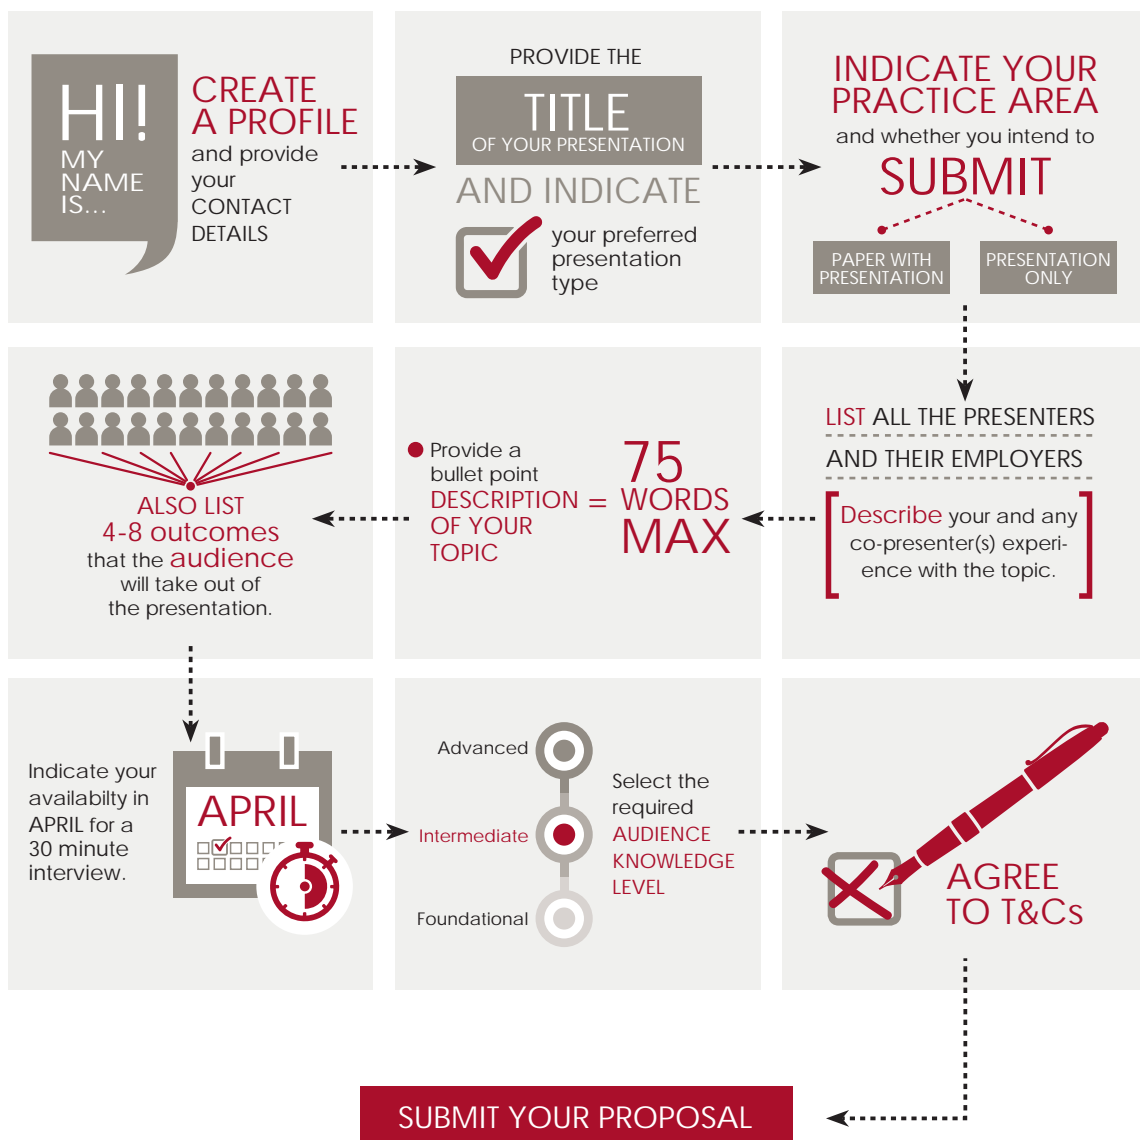 HI!
MY
NAME
IS...
CREATE
A PROFILE
and provide
your
CONTACT
DETAILS
PROVIDE THE
TITLE
OF YOUR PRESENTATION
AND INDICATE
your preferred
presentation
type
INDICATE YOUR
PRACTICE AREA
and whether you intend to
SUBMIT
PAPER WITH
PRESENTATION
PRESENTATION
ONLY
LIST ALL THE PRESENTERS
AND THEIR EMPLOYERS
Describe your and any
co-presenter(s) experi-
ence with the topic.
Provide a
bullet point
DESCRIPTION
OF YOUR
TOPIC
=
75
WORDS
MAX
ALSO LIST
4-8 outcomes
that the audience
will take out of
the presentation.
Indicate your
availabilty in
APRIL for a
30 minute
interview.
APRIL
Advanced
Intermediate
Foundational
Select the
required
AUDIENCE
KNOWLEDGE
LEVEL
AGREE
TO T&Cs
SUBMIT YOUR PROPOSAL